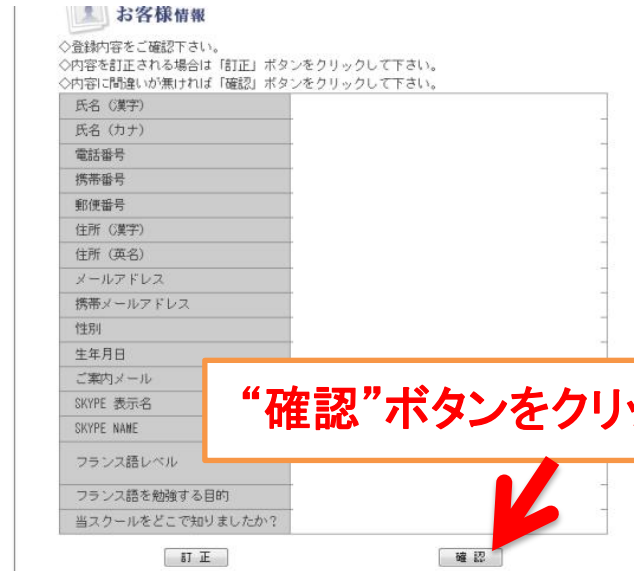 お客様情報
◇登録内容をご確認下さい。
◇内容を訂正される場合は「訂正」ボタンをクリックして下さい。
◇内容に間違いが無ければ「確認」ボタンをクリックして下さい。
氏名（漢字）
氏名（カナ）
電話番号
携帯番号
郵便番号
住所（漢字）
住所（英名）
メールアドレス
携帯メールアドレス
性別
生年月日
ご案内メール
SKYPE 表示名
SKYPE NAME
“確認”ボタンをクリッ
フランス語レベル
フランス語を勉強する目的
当スクールをどこで知りましたか？
訂正
確認